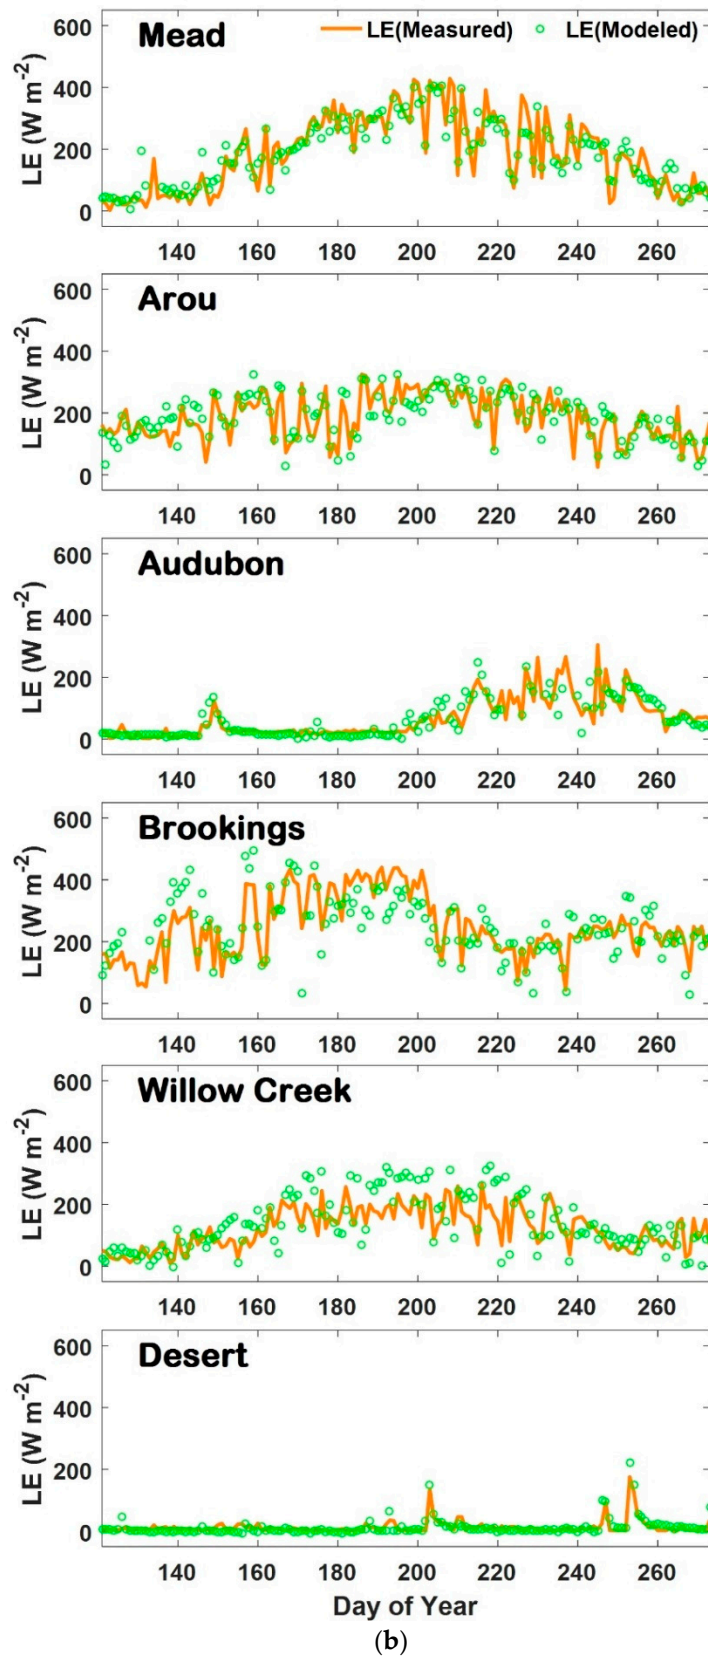 Mead
LE(Measured) LE(Modeled)
LE (W m-2)
600
400
200
0
140 160 180 200 220 240 260
Arou
LE (W m-2)
600
400
200
0
140 160 180 200 220 240 260
Audubon
LE (W m-2)
600
400
200
0
140 160 180 200 220 240 260
Brookings
LE (W m-2)
600
400
200
0
140 160 180 200 220 240 260
Willow Creek
LE (W m-2)
600
400
200
0
140 160 180 200 220 240 260
Desert
LE (W m-2)
600
400
200
0
140 160 180 200 220 240 260
Day of Year
(b)